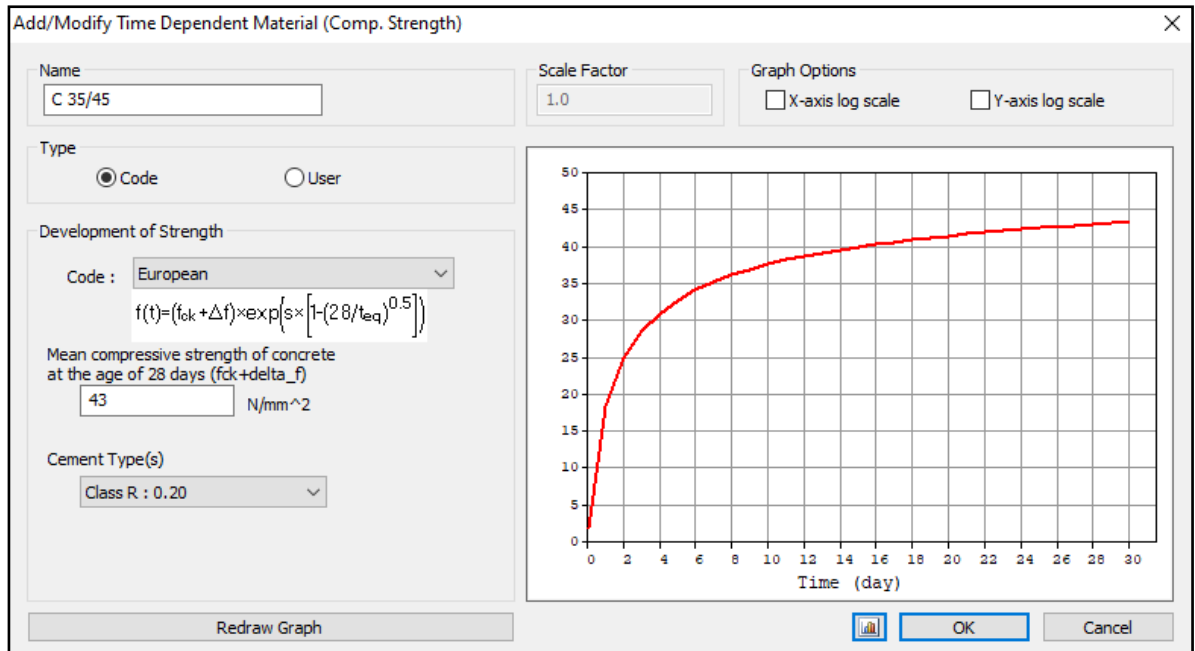 Add/Modify Time Dependent Material (Comp. Strength)
Name
C 35/45
Scale Factor
1.0
Graph Options
X-axis log scale
Y-axis log scale
Type
Code
User
Development of Strength
Code :
European
f(t)=(fck+Δf)×exp{s×[1-(28/teq)^0.5]}
Mean compressive strength of concrete
at the age of 28 days (fck+delta_f)
43
N/mm^2
Cement Type(s)
Class R : 0.20
Redraw Graph
50
45
40
35
30
25
20
15
10
5
0
0 2 4 6 8 10 12 14 16 18 20 22 24 26 28 30
Time (day)
OK
Cancel